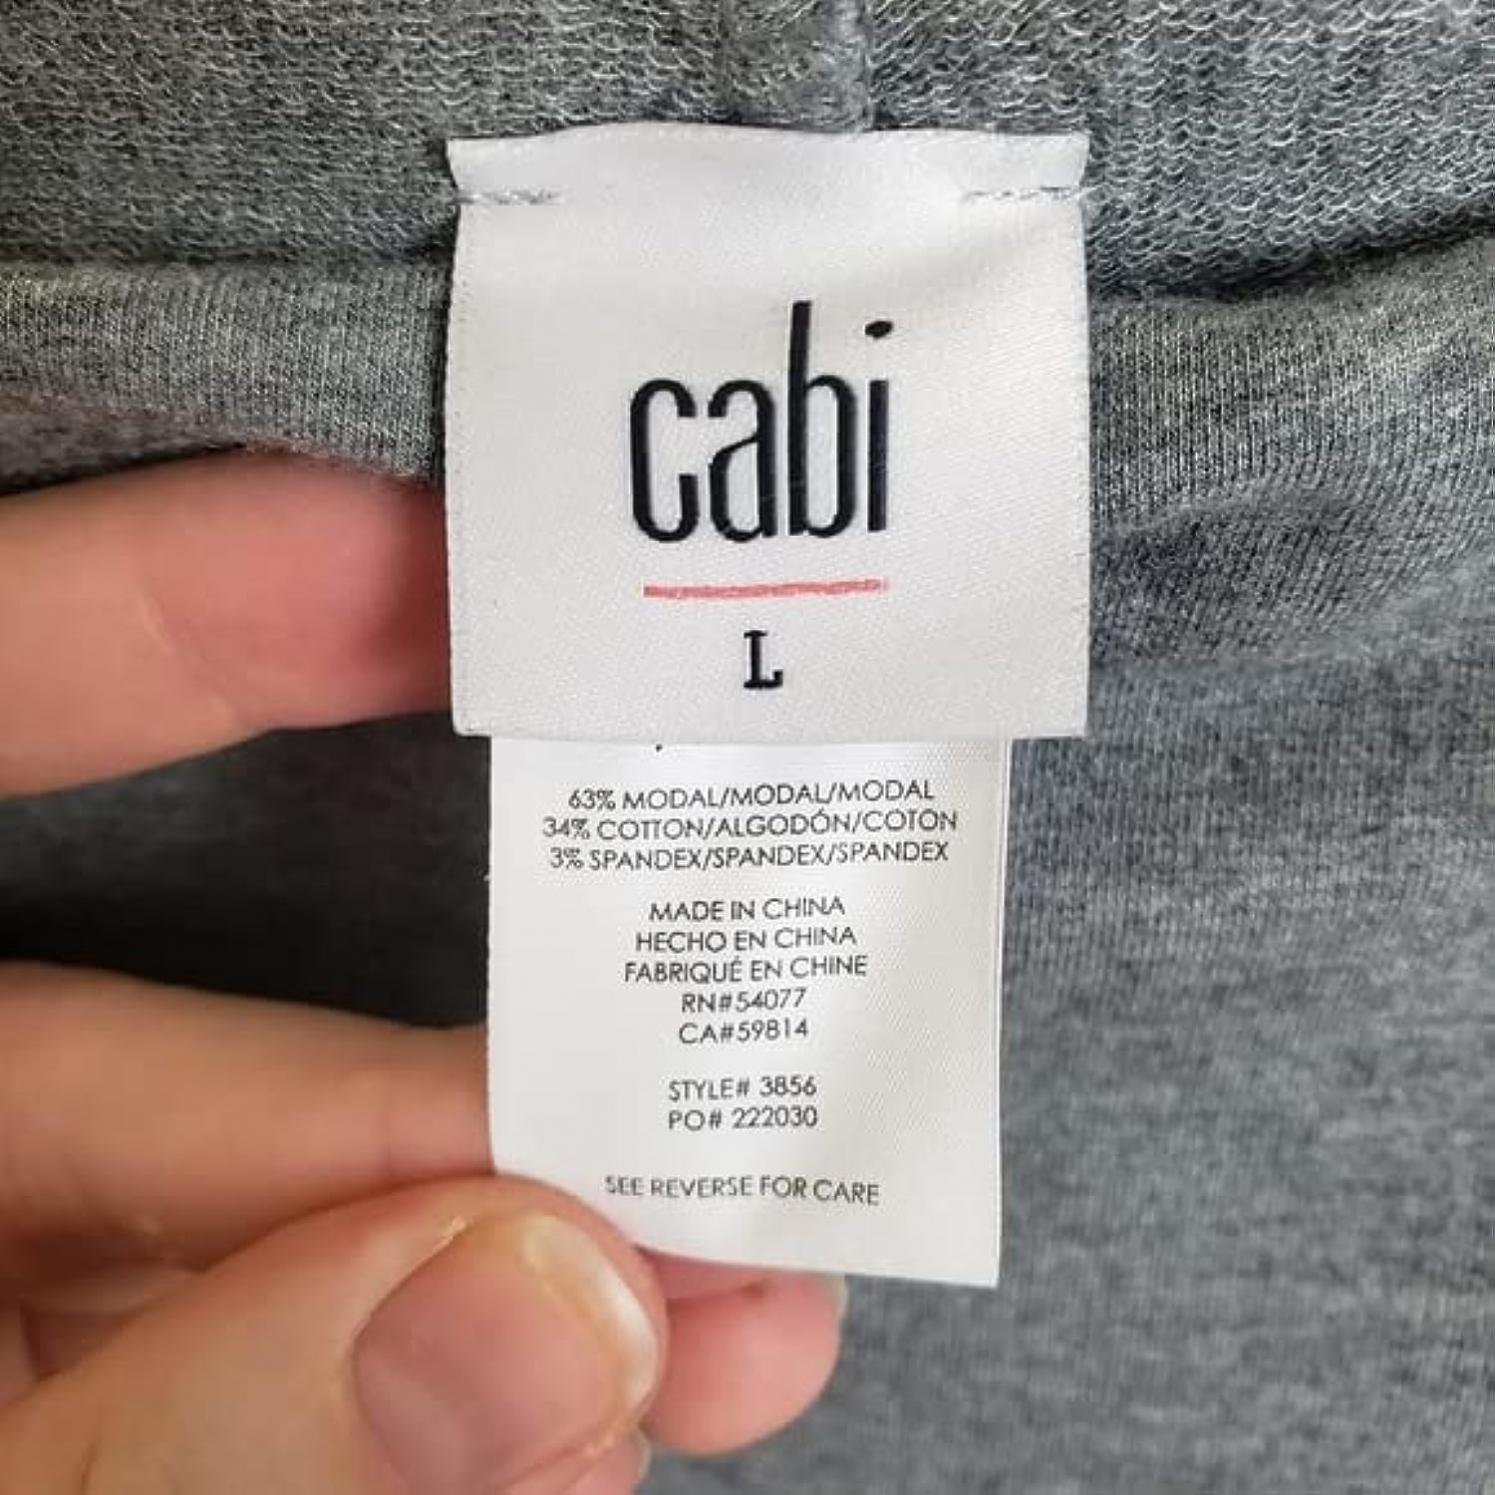 cabi
L
63% MODAL/MODAL/MODAL
34% COTTON/ALGODÓN/COTON
3% SPANDEX/SPANDEX/SPANDEX
MADE IN CHINA
HECHO EN CHINA
FABRIQUÉ EN CHINE
RN#54077
CA#59814
STYLE# 3856
PO# 222030
SEE REVERSE FOR CARE